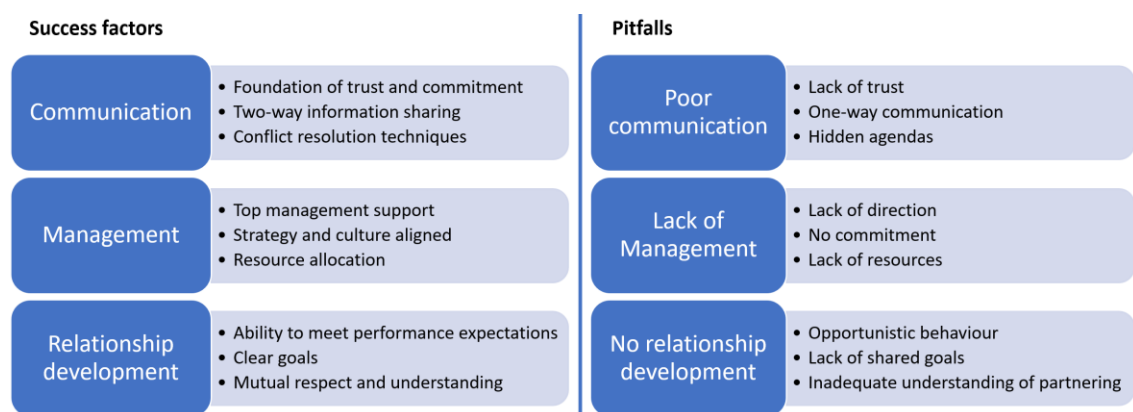 Success factors
Communication
• Foundation of trust and commitment
• Two-way information sharing
• Conflict resolution techniques
Management
• Top management support
• Strategy and culture aligned
• Resource allocation
Relationship
development
• Ability to meet performance expectations
• Clear goals
• Mutual respect and understanding
Pitfalls
Poor
communication
• Lack of trust
• One-way communication
• Hidden agendas
Lack of
Management
• Lack of direction
• No commitment
• Lack of resources
No relationship
development
• Opportunistic behaviour
• Lack of shared goals
• Inadequate understanding of partnering